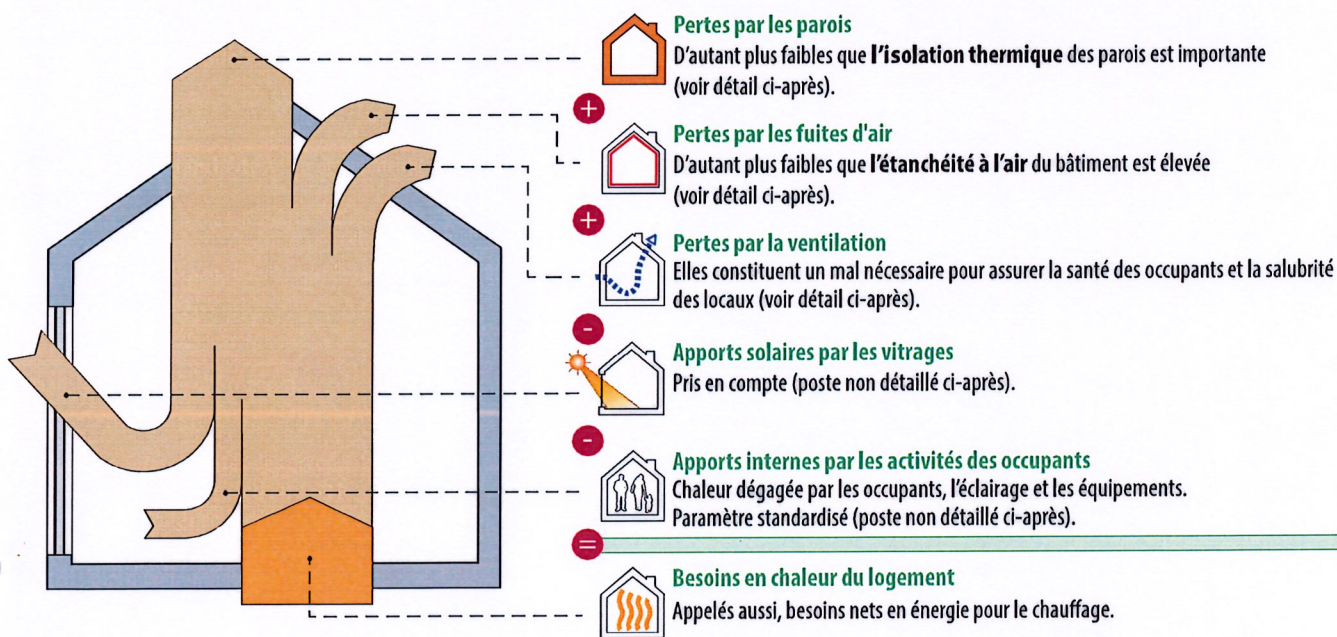 Pertes par les parois
D'autant plus faibles que l'isolation thermique des parois est importante
(voir détail ci-après).
+
Pertes par les fuites d'air
D'autant plus faibles que l'étanchéité à l'air du bâtiment est élevée
(voir détail ci-après).
+
Pertes par la ventilation
Elles constituent un mal nécessaire pour assurer la santé des occupants et la salubrité
des locaux (voir détail ci-après).
-
Apports solaires par les vitrages
Pris en compte (poste non détaillé ci-après).
-
Apports internes par les activités des occupants
Chaleur dégagée par les occupants, l'éclairage et les équipements.
Paramètre standardisé (poste non détaillé ci-après).
=
Besoins en chaleur du logement
Appelés aussi, besoins nets en énergie pour le chauffage.